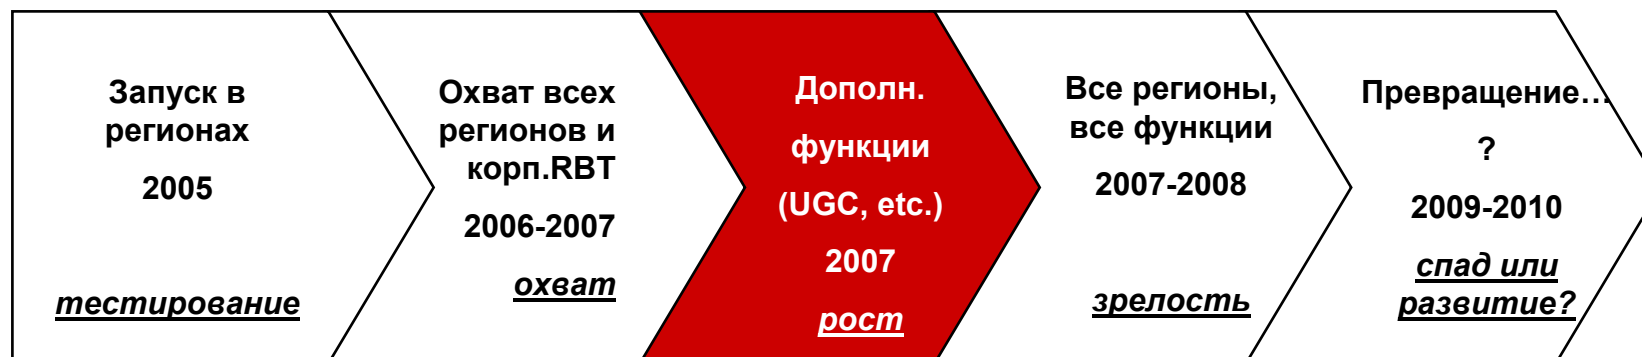 Запуск в
регионах
2005
тестирование
Охват всех
регионов и
корп.RBT
2006-2007
охват
Дополн.
функции
(UGC, etc.)
2007
рост
Все регионы,
все функции
2007-2008
зрелость
Превращение…
?
2009-2010
спад или
развитие?